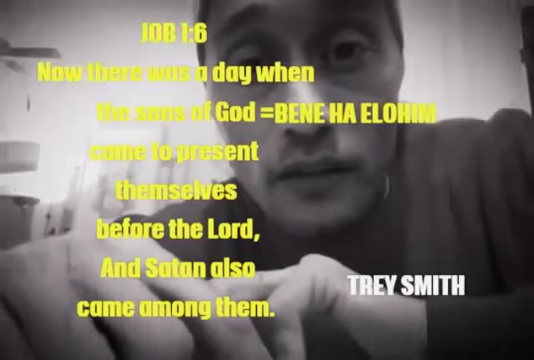 JOB 1:6
Now there was a day when
the sons of God =BENE HA ELOHIM
came to present
themselves
before the Lord,
And Satan also
came among them.
TREY SMITH